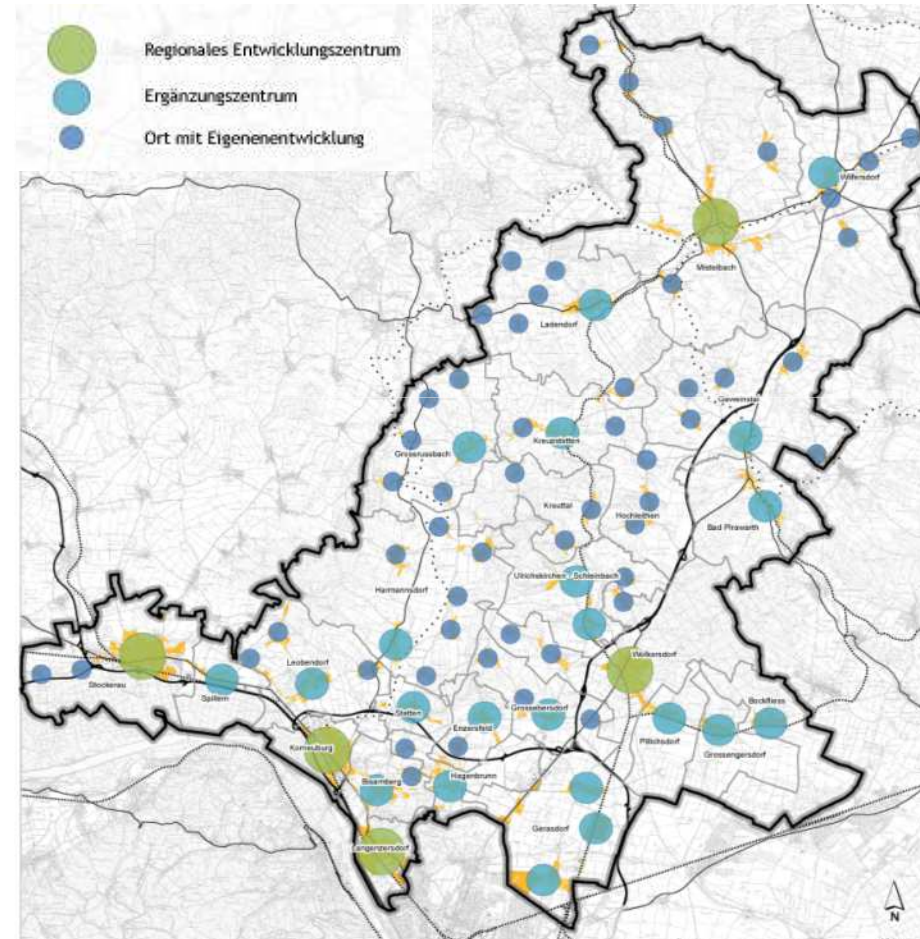 Regionales Entwicklungszentrum
Ergänzungszentrum
Ort mit Eigenenentwicklung
Wilfersdorf
Mistelbach
Ladendorf
Gaweinstal
Kreuzstetten
Grossrussbach
Kreuttal
Hochleithen
Bad Pirawarth
Ulrichskirchen - Schleinbach
Harmannsdorf
Leobendorf
Wolkersdorf
Stockerau
Spillern
Stetten
Grossebersdorf
Enzersfeld
Bockfliess
Pillichsdorf
Grossengersdorf
Korneuburg
Bisamberg
Hagenbrunn
Gerasdorf
Langenzersdorf
N